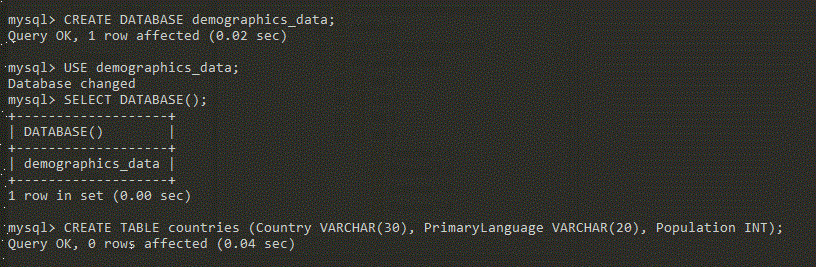 mysql> CREATE DATABASE demographics_data;
Query OK, 1 row affected (0.02 sec)
mysql> USE demographics_data;
Database changed
mysql> SELECT DATABASE();
+-------------------+
| DATABASE()        |
+-------------------+
| demographics_data |
+-------------------+
1 row in set (0.00 sec)
mysql> CREATE TABLE countries (Country VARCHAR(30), PrimaryLanguage VARCHAR(20), Population INT);
Query OK, 0 rows affected (0.04 sec)